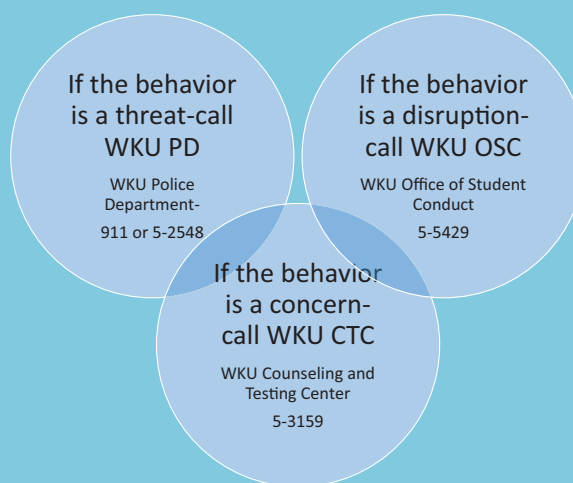 If the behavior
is a threat-call
WKU PD
WKU Police
Department-
911 or 5-2548
If the behavior
is a disruption-
call WKU OSC
WKU Office of Student
Conduct
5-5429
If the behavior
is a concern-
call WKU CTC
WKU Counseling and
Testing Center
5-3159